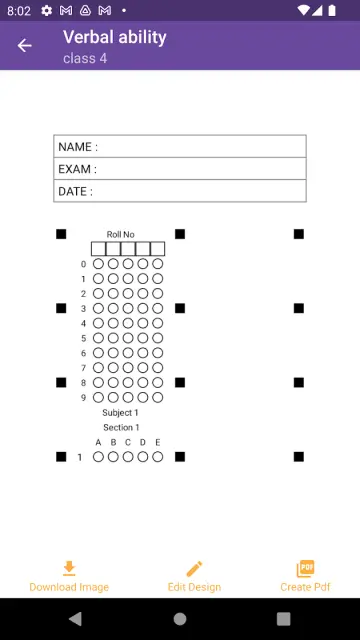 8:02
Verbal ability
class 4
NAME :
EXAM :
DATE :
Roll No
0
1
2
3
4
5
6
7
8
9
Subject 1
Section 1
A B C D E
1
PDF
Download Image Edit Design Create Pdf